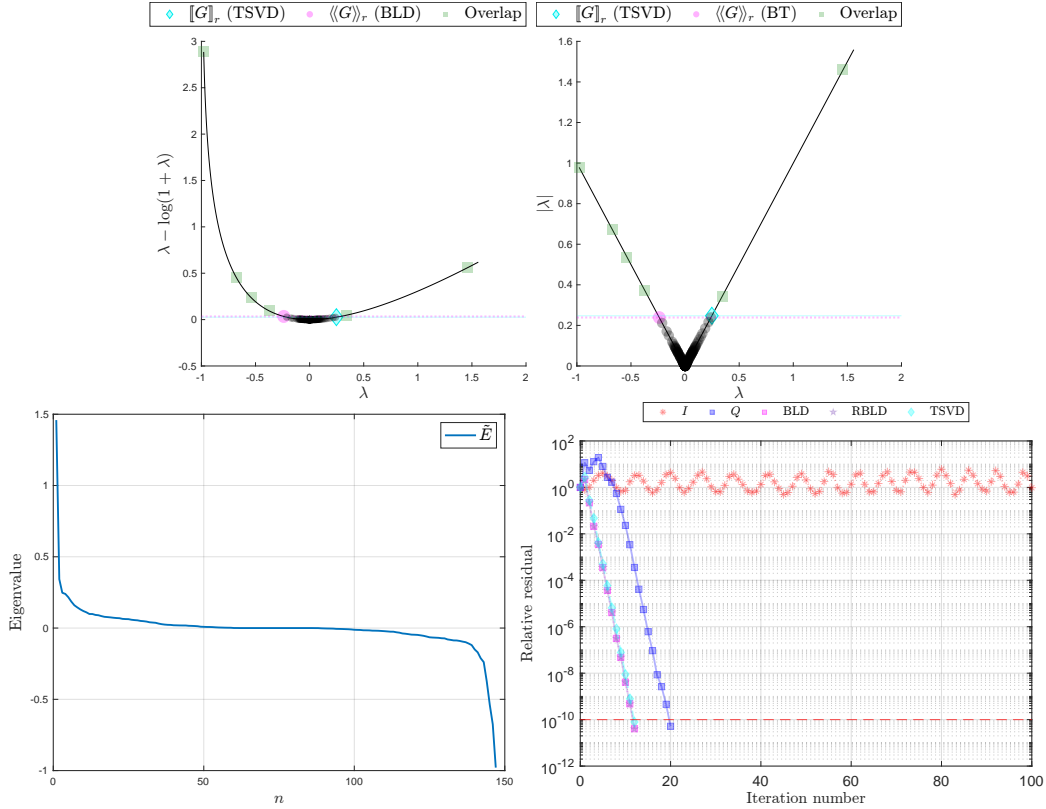 ⟦G⟧r (TSVD) ⟪G⟫r (BLD) Overlap
3
2.5
2
1.5
1
0.5
0
-0.5
-1 -0.5 0 0.5 1 1.5 2
λ
λ − log(1 + λ)
⟦G⟧r (TSVD) ⟪G⟫r (BT) Overlap
1.6
1.4
1.2
1
0.8
0.6
0.4
0.2
0
-1 -0.5 0 0.5 1 1.5 2
λ
|λ|
Ẽ
1.5
1
0.5
0
-0.5
-1
0 50 100 150
n
Eigenvalue
I Q BLD RBLD TSVD
10^2
10^0
10^-2
10^-4
10^-6
10^-8
10^-10
10^-12
0 20 40 60 80 100
Iteration number
Relative residual